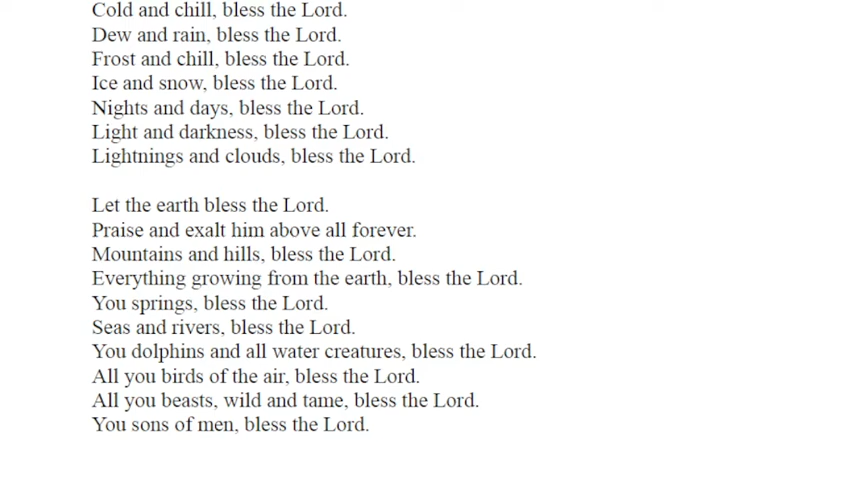 Cold and chill, bless the Lord.
Dew and rain, bless the Lord.
Frost and chill, bless the Lord.
Ice and snow, bless the Lord.
Nights and days, bless the Lord.
Light and darkness, bless the Lord.
Lightnings and clouds, bless the Lord.

Let the earth bless the Lord.
Praise and exalt him above all forever.
Mountains and hills, bless the Lord.
Everything growing from the earth, bless the Lord.
You springs, bless the Lord.
Seas and rivers, bless the Lord.
You dolphins and all water creatures, bless the Lord.
All you birds of the air, bless the Lord.
All you beasts, wild and tame, bless the Lord.
You sons of men, bless the Lord.